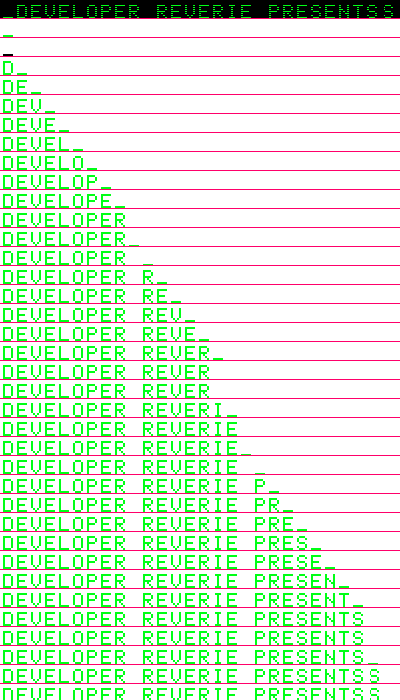 _DEVELOPER REVERIE PRESENTSS
_
_
D_
DE_
DEV_
DEVE_
DEVEL_
DEVELO_
DEVELOP_
DEVELOPE_
DEVELOPER
DEVELOPER_
DEVELOPER _
DEVELOPER R_
DEVELOPER RE_
DEVELOPER REV_
DEVELOPER REVE_
DEVELOPER REVER_
DEVELOPER REVER
DEVELOPER REVER
DEVELOPER REVERI_
DEVELOPER REVERIE
DEVELOPER REVERIE_
DEVELOPER REVERIE _
DEVELOPER REVERIE P_
DEVELOPER REVERIE PR_
DEVELOPER REVERIE PRE_
DEVELOPER REVERIE PRES_
DEVELOPER REVERIE PRESE_
DEVELOPER REVERIE PRESEN_
DEVELOPER REVERIE PRESENT_
DEVELOPER REVERIE PRESENTS
DEVELOPER REVERIE PRESENTS
DEVELOPER REVERIE PRESENTS_
DEVELOPER REVERIE PRESENTSS
DEVELOPER REVERIE PRESENTSS